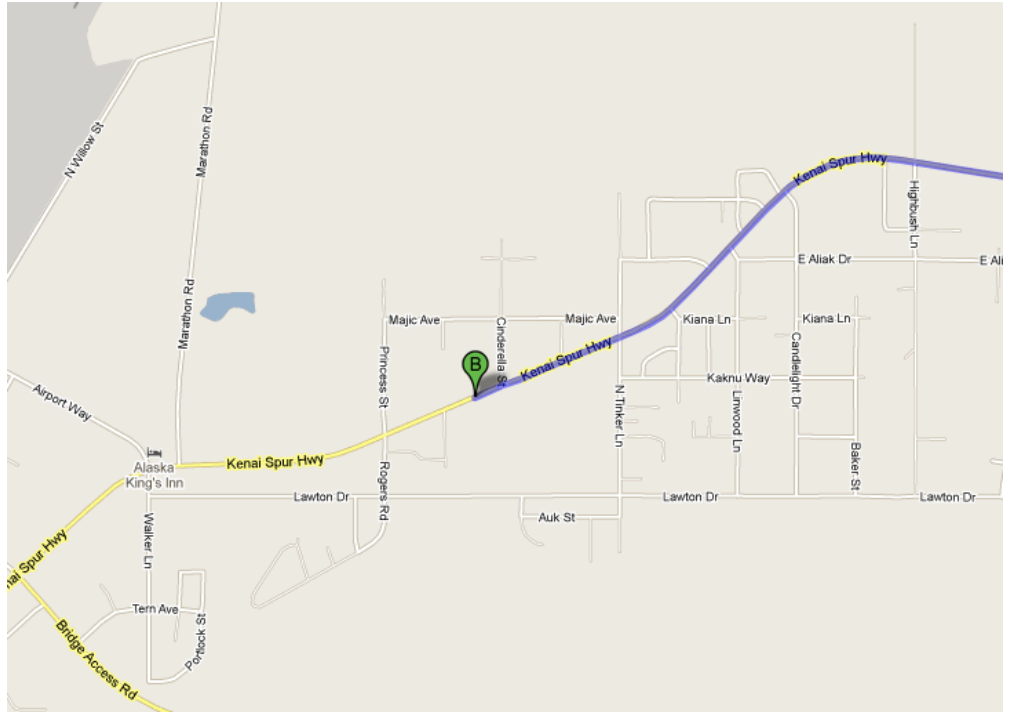 N Willow St
Marathon Rd
Kenai Spur Hwy
Highbush Ln
E Aliak Dr
E Ali
Marathon Rd
Majic Ave
Cinderella St
Majic Ave
Kiana Ln
Kiana Ln
Candlelight Dr
Princess St
Kenai Spur Hwy
B
Kaknu Way
Airport Way
N Tinker Ln
Linwood Ln
Alaska
King's Inn
Kenai Spur Hwy
Baker St
Rogers Rd
Lawton Dr
Lawton Dr
Lawton Dr
Auk St
Walker Ln
nai Spur Hwy
Tern Ave
Portlock St
Bridge Access Rd